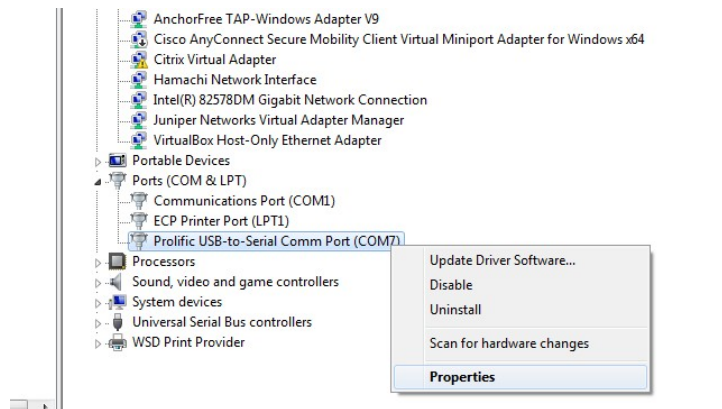 AnchorFree TAP-Windows Adapter V9
Cisco AnyConnect Secure Mobility Client Virtual Miniport Adapter for Windows x64
Citrix Virtual Adapter
Hamachi Network Interface
Intel(R) 82578DM Gigabit Network Connection
Juniper Networks Virtual Adapter Manager
VirtualBox Host-Only Ethernet Adapter
Portable Devices
Ports (COM & LPT)
Communications Port (COM1)
ECP Printer Port (LPT1)
Prolific USB-to-Serial Comm Port (COM7)
Processors
Sound, video and game controllers
System devices
Universal Serial Bus controllers
WSD Print Provider
Update Driver Software...
Disable
Uninstall
Scan for hardware changes
Properties